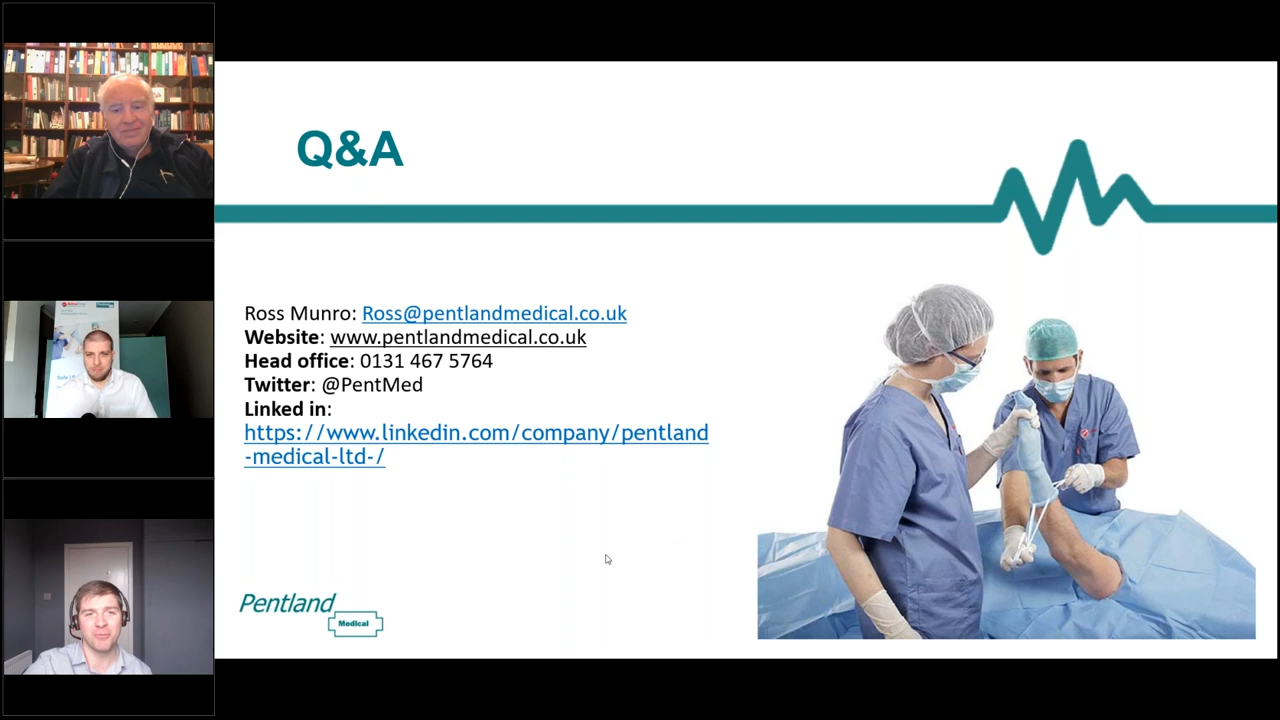 Q&A
Ross Munro: Ross@pentlandmedical.co.uk
Website: www.pentlandmedical.co.uk
Head office: 0131 467 5764
Twitter: @PentMed
Linked in:
https://www.linkedin.com/company/pentland
-medical-ltd-/
Pentland
Medical